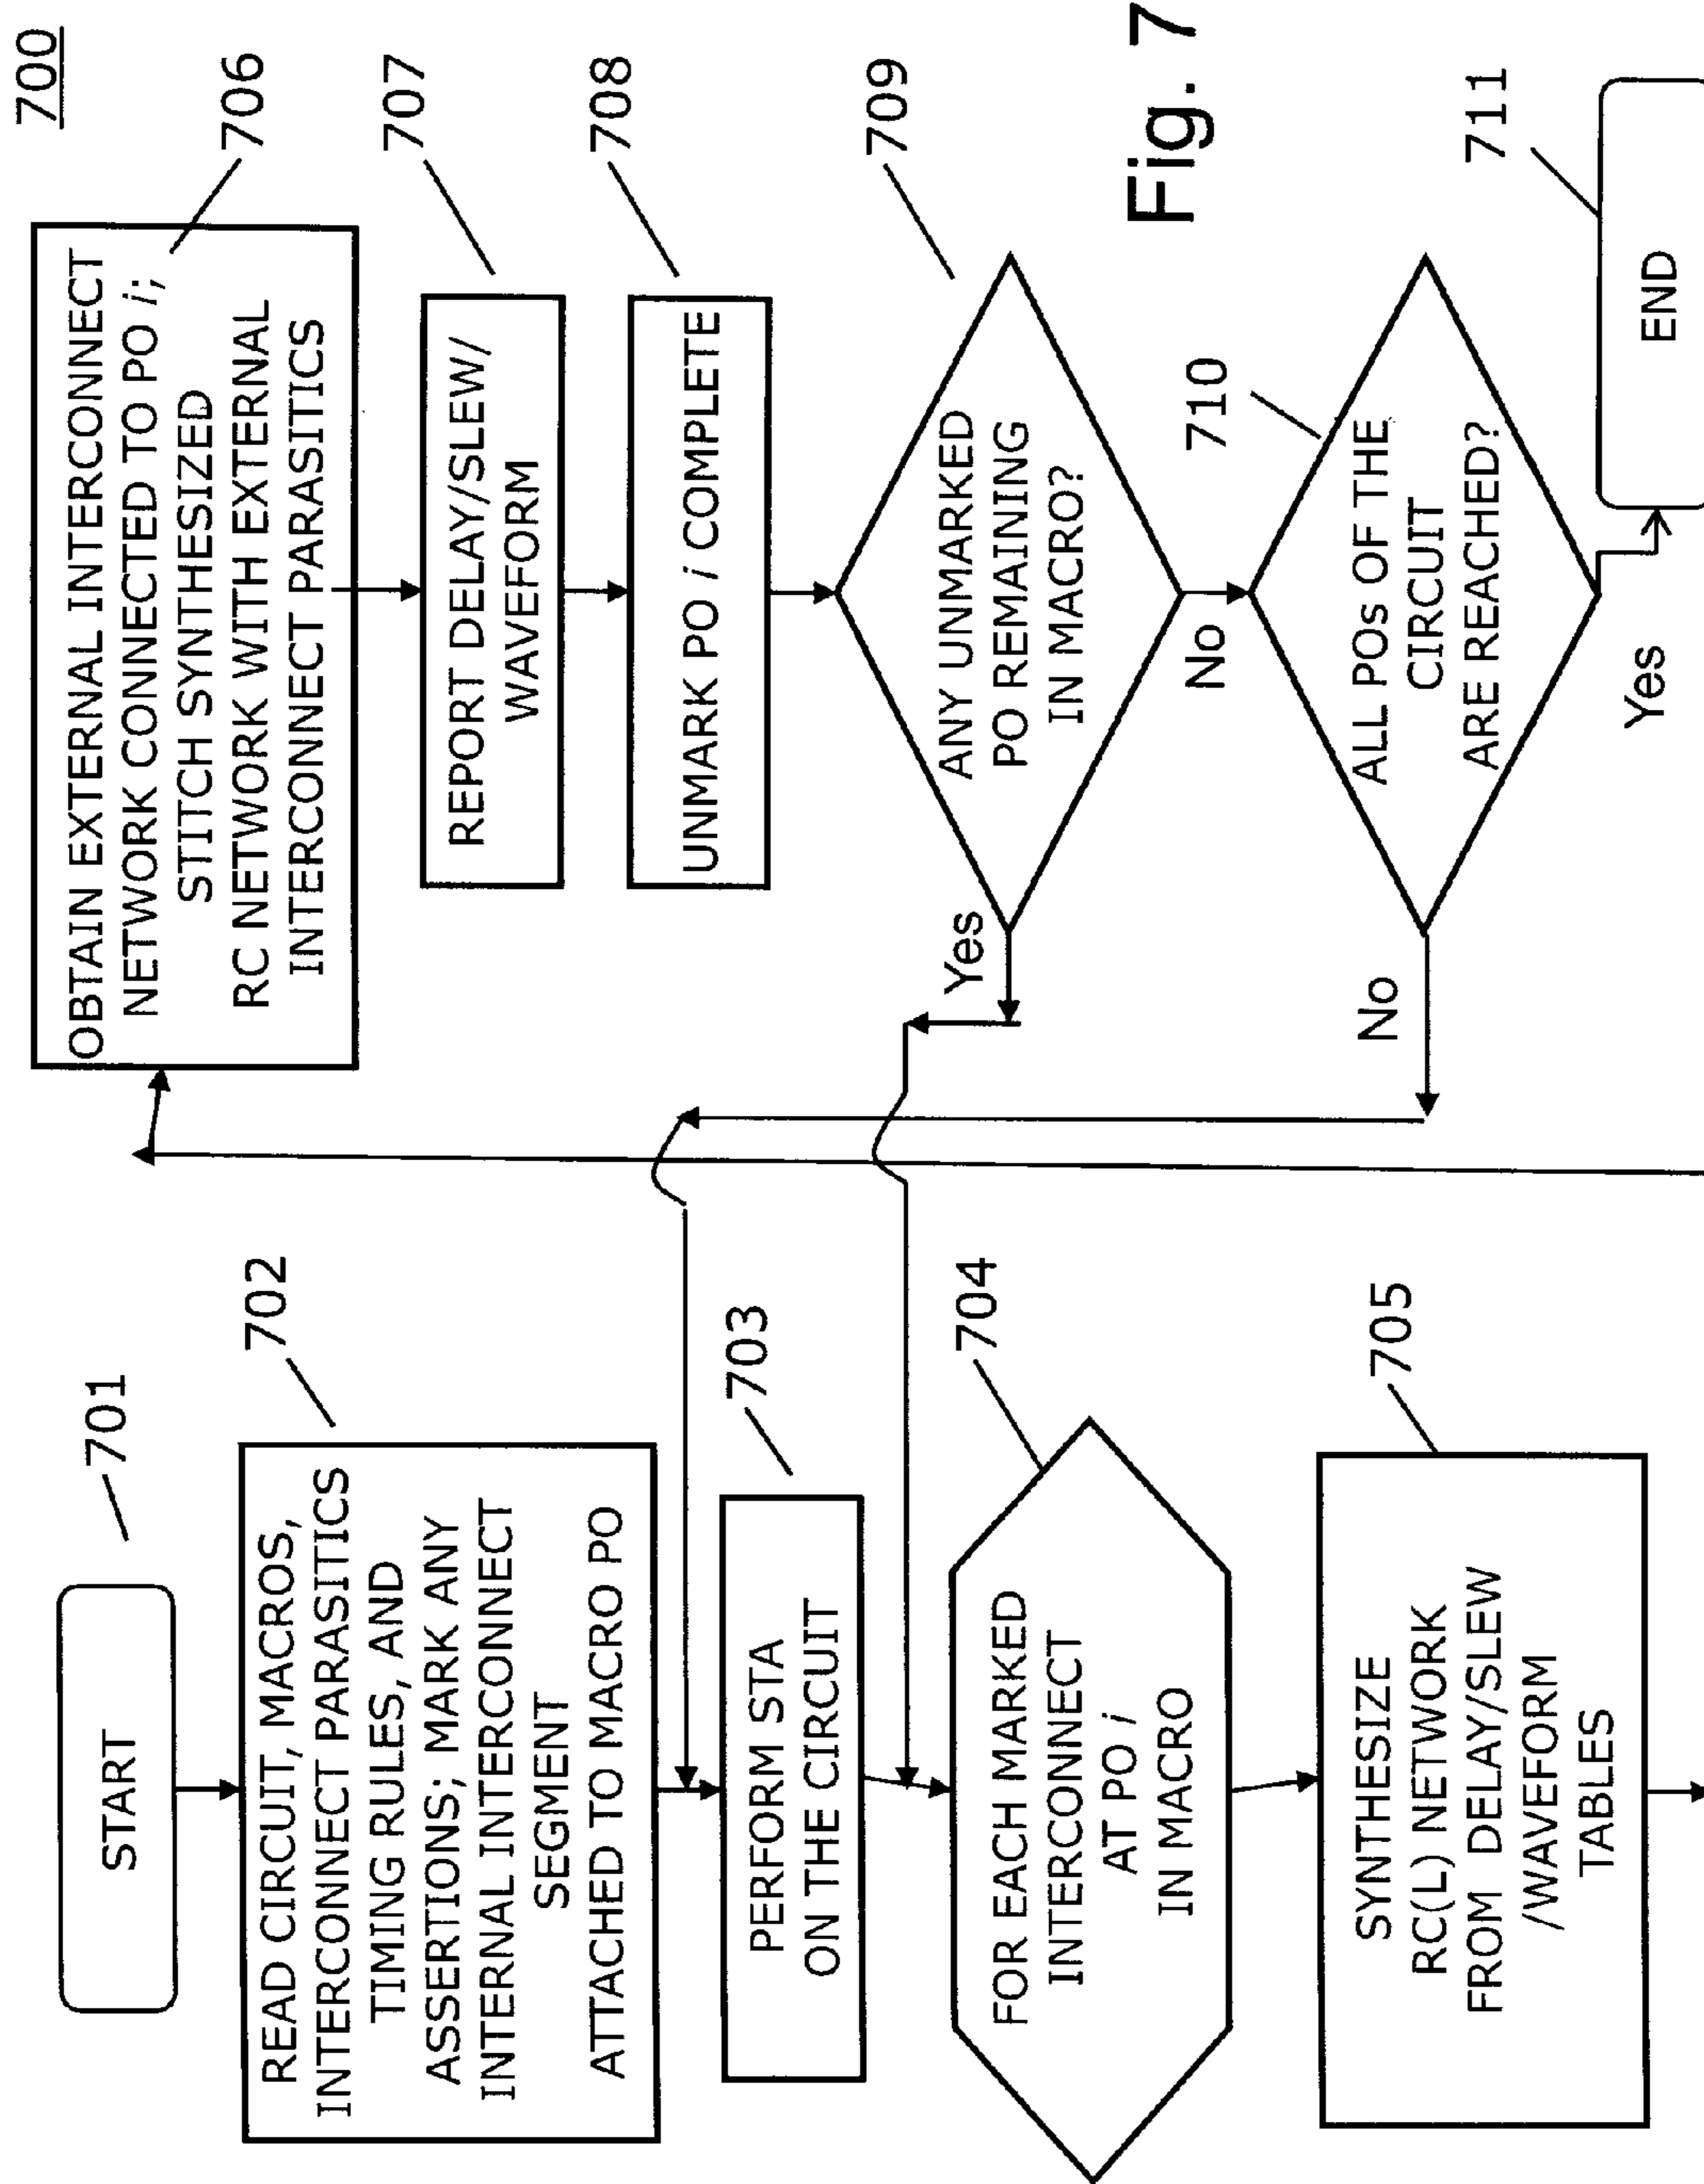 700
START
701
READ CIRCUIT, MACROS,
INTERCONNECT PARASITICS
TIMING RULES, AND
ASSERTIONS; MARK ANY
INTERNAL INTERCONNECT
SEGMENT
ATTACHED TO MACRO PO
702
PERFORM STA
ON THE CIRCUIT
703
FOR EACH MARKED
INTERCONNECT
AT PO i
IN MACRO
704
SYNTHESIZE
RC(L) NETWORK
FROM DELAY/SLEW
/WAVEFORM
TABLES
705
OBTAIN EXTERNAL INTERCONNECT
NETWORK CONNECTED TO PO i;
STITCH SYNTHESIZED
RC NETWORK WITH EXTERNAL
INTERCONNECT PARASITICS
706
REPORT DELAY/SLEW/
WAVEFORM
707
UNMARK PO i COMPLETE
708
ANY UNMARKED
PO REMAINING
IN MACRO?
709
Yes
No
ALL POs OF THE
CIRCUIT
ARE REACHED?
710
No
Yes
END
711
Fig. 7